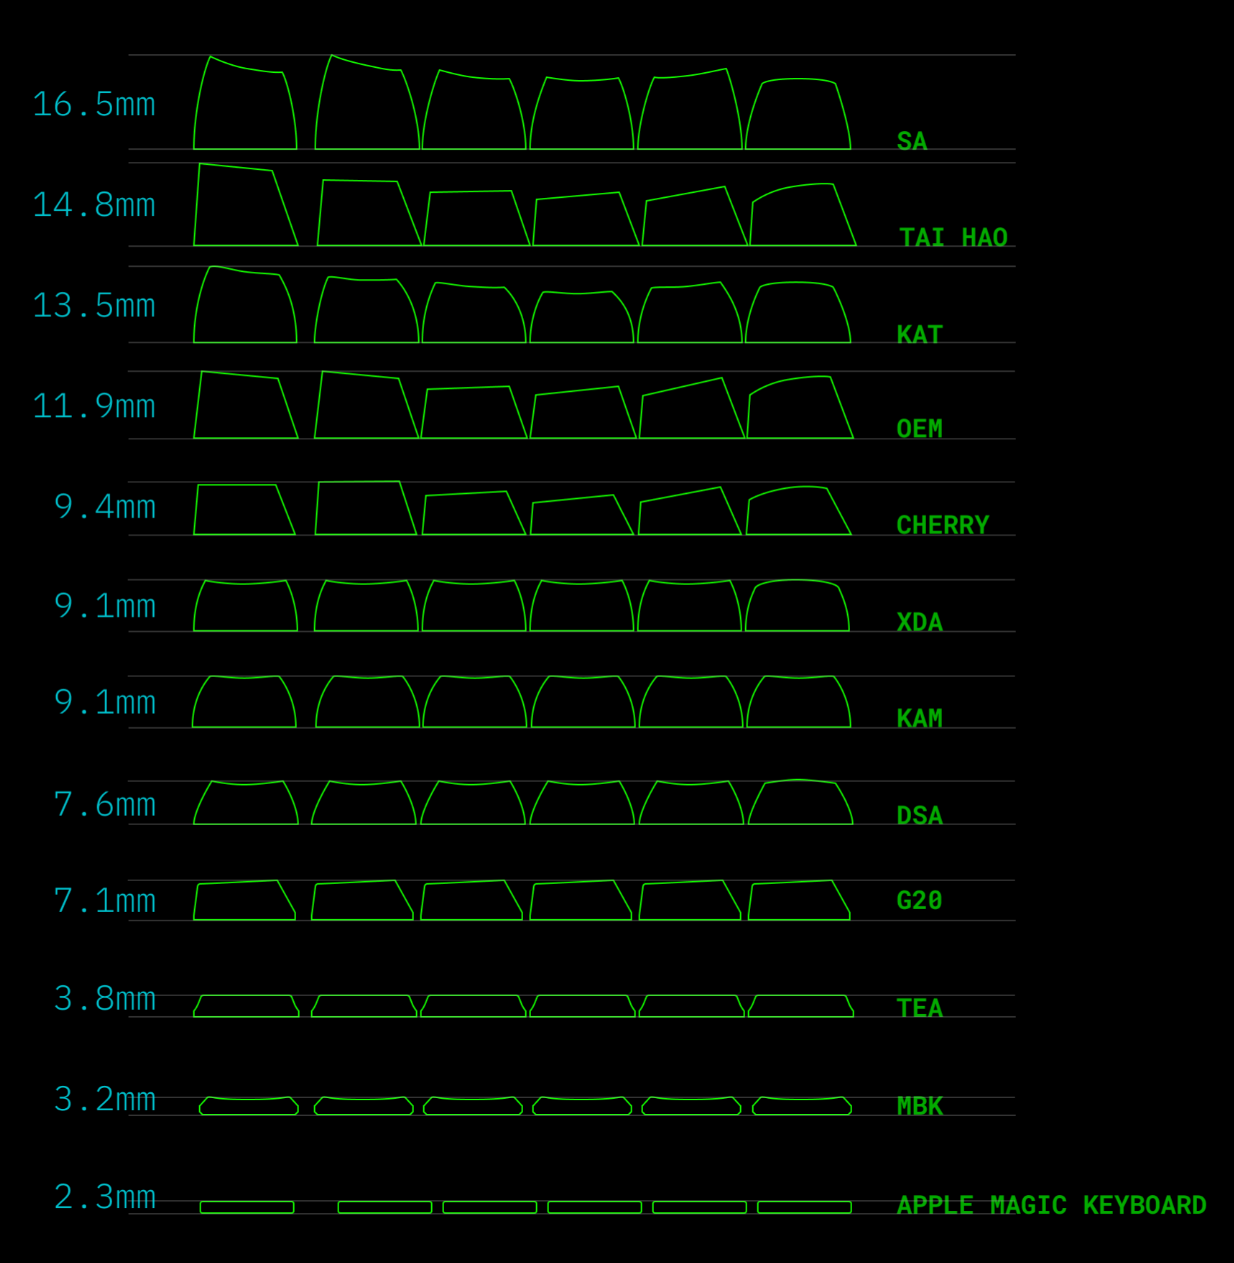 16.5mm
SA
14.8mm
TAI HAO
13.5mm
KAT
11.9mm
OEM
9.4mm
CHERRY
9.1mm
XDA
9.1mm
KAM
7.6mm
DSA
7.1mm
G20
3.8mm
TEA
3.2mm
MBK
2.3mm
APPLE MAGIC KEYBOARD